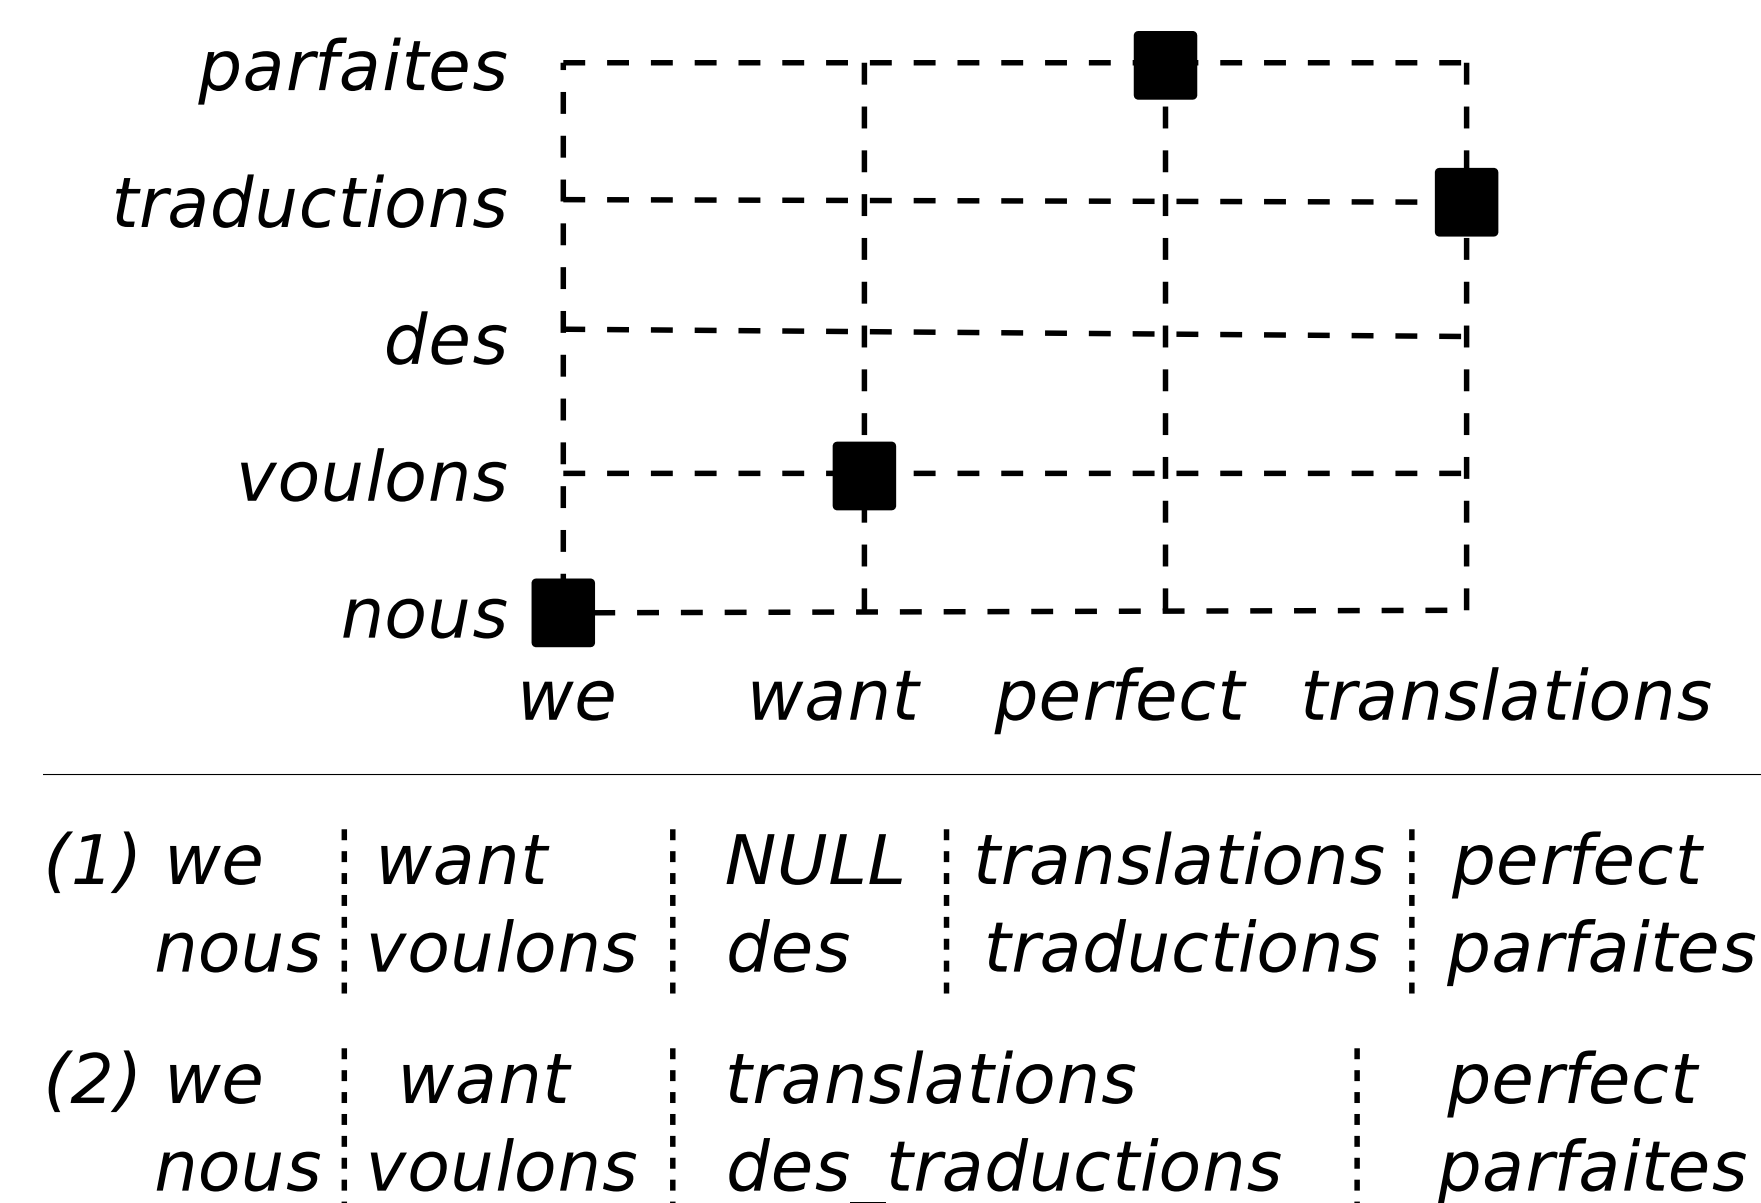 parfaites
traductions
des
voulons
nous
we want perfect translations
(1) we want NULL translations perfect
nous voulons des traductions parfaites
(2) we want translations perfect
nous voulons des_traductions parfaites